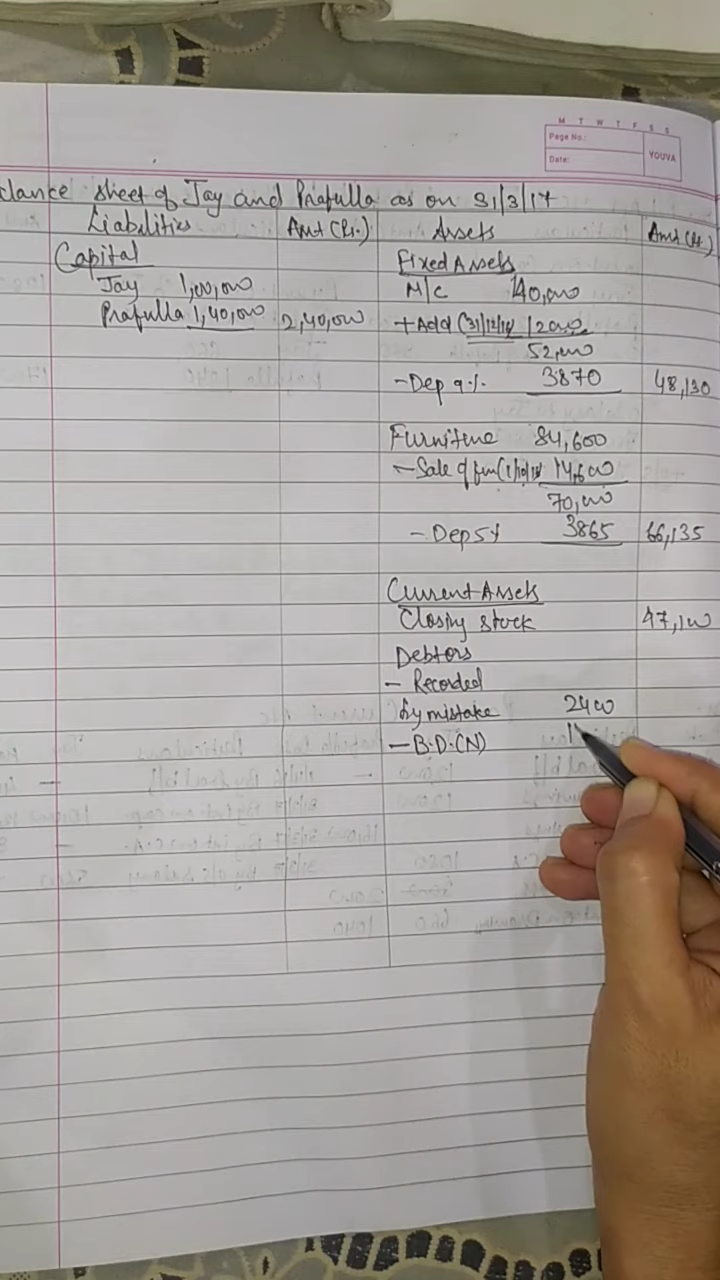 M T W T F S S
Page No.:
Date:
YOUVA
lance sheet of Jay and Prafulla as on 31/3/17
Liabilities Amt (Rs.) Assets Amt (Rs.)
Capital Fixed Assets
Jay 1,00,000 M/c 40,000
Prafulla 1,40,000 2,40,000 + Add (31/12/16) 12000
52,000
- Dep 9% 3870 48,130
Furniture 84,600
- Sale of fur (1/10/16) 14,600
70,000
- Dep 5% 3865 66,135
Current Assets
Closing stock 47,100
Debtors
- Recorded
by mistake 2400
- B.D.(N)